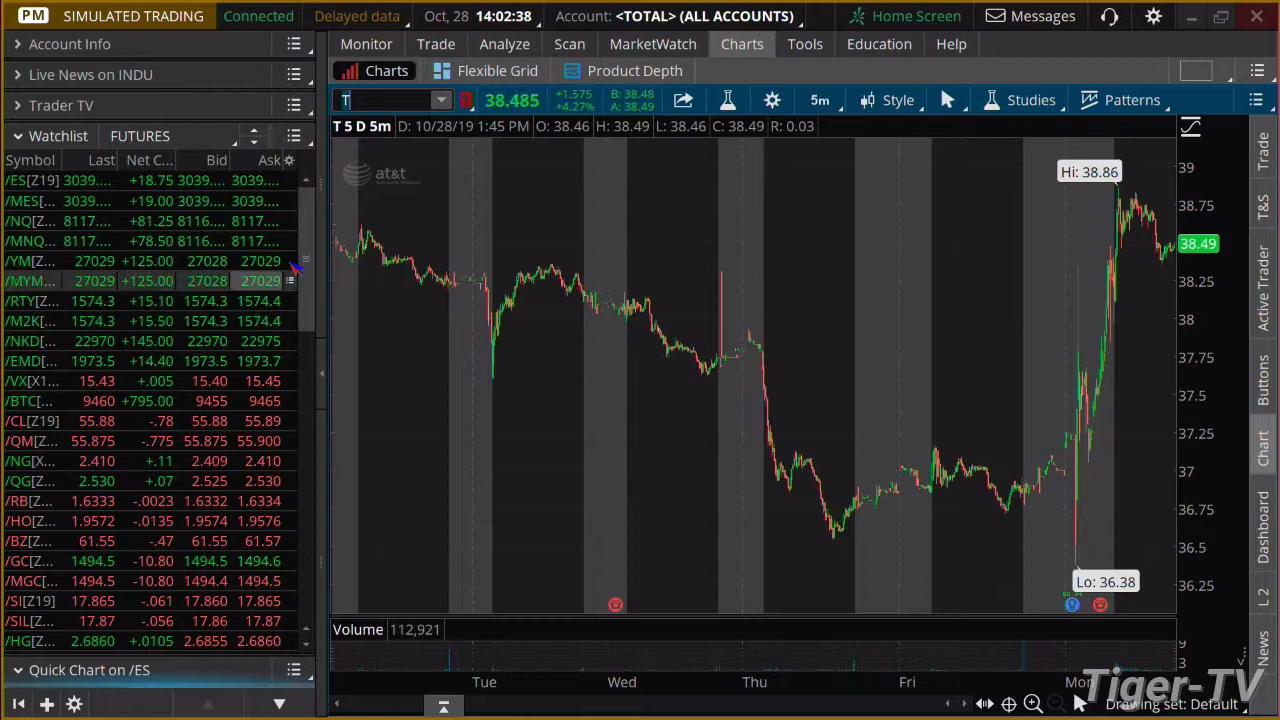 PM SIMULATED TRADING Connected Delayed data Oct, 28 14:02:38 Account: <TOTAL> (ALL ACCOUNTS) Home Screen Messages
Account Info
Live News on INDU
Trader TV
Watchlist FUTURES
Symbol Last Net C... Bid Ask
/ES[Z19] 3039.... +18.75 3039.... 3039....
/MES[... 3039.... +19.00 3039.... 3039....
/NQ[Z... 8117.... +81.25 8116.... 8117....
/MNQ... 8117.... +78.50 8116.... 8117....
/YM[Z... 27029 +125.00 27028 27029
/MYM... 27029 +125.00 27028 27029
/RTY[Z... 1574.3 +15.10 1574.3 1574.4
/M2K[... 1574.3 +15.50 1574.3 1574.4
/NKD[... 22970 +145.00 22970 22975
/EMD[... 1973.5 +14.40 1973.5 1973.7
/VX[X1... 15.43 +.005 15.40 15.45
/BTC[... 9460 +795.00 9455 9465
/CL[Z19] 55.88 -.78 55.88 55.89
/QM[Z... 55.875 -.775 55.875 55.900
/NG[X... 2.410 +.11 2.409 2.410
/QG[Z... 2.530 +.07 2.525 2.530
/RB[Z... 1.6333 -.0023 1.6332 1.6334
/HO[Z... 1.9572 -.0135 1.9574 1.9576
/BZ[Z... 61.55 -.47 61.55 61.57
/GC[Z... 1494.5 -10.80 1494.5 1494.6
/MGC[... 1494.5 -10.80 1494.4 1494.5
/SI[Z19] 17.865 -.061 17.860 17.865
/SIL[Z... 17.87 -.056 17.86 17.87
/HG[Z... 2.6860 +.0105 2.6855 2.6860
Quick Chart on /ES
Monitor Trade Analyze Scan MarketWatch Charts Tools Education Help
Charts Flexible Grid Product Depth
T 38.485 +1.575 +4.27% B: 38.48 A: 38.49 5m Style Studies Patterns
T 5 D 5m D: 10/28/19 1:45 PM O: 38.46 H: 38.49 L: 38.46 C: 38.49 R: 0.03
at&t
Hi: 38.86
Lo: 36.38
39
38.75
38.49
38.25
38
37.75
37.5
37.25
37
36.75
36.5
36.25
Volume 112,921
9
3
Tue Wed Thu Fri Mon
Drawing set: Default
Trade
T&S
Active Trader
Buttons
Chart
Dashboard
L 2
News
Tiger-TV